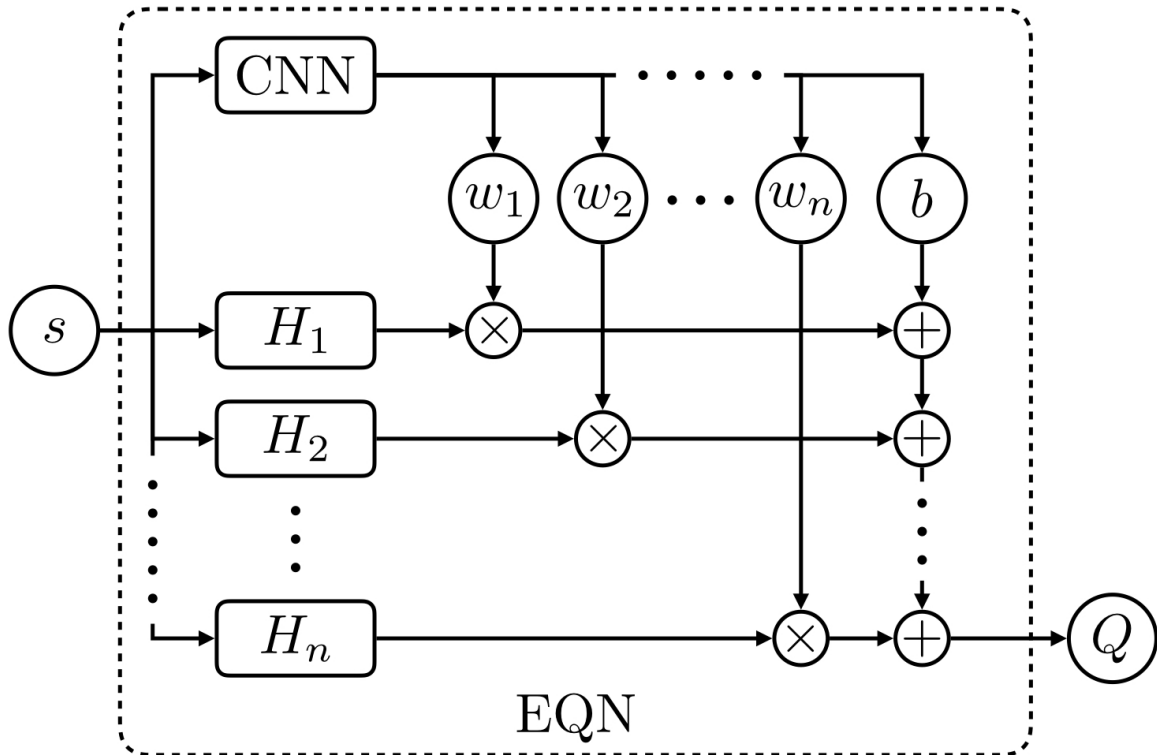 CNN
w₁ w₂ ... wₙ b
s
H₁
×
+
H₂
×
+
Hₙ
×
+
Q
EQN